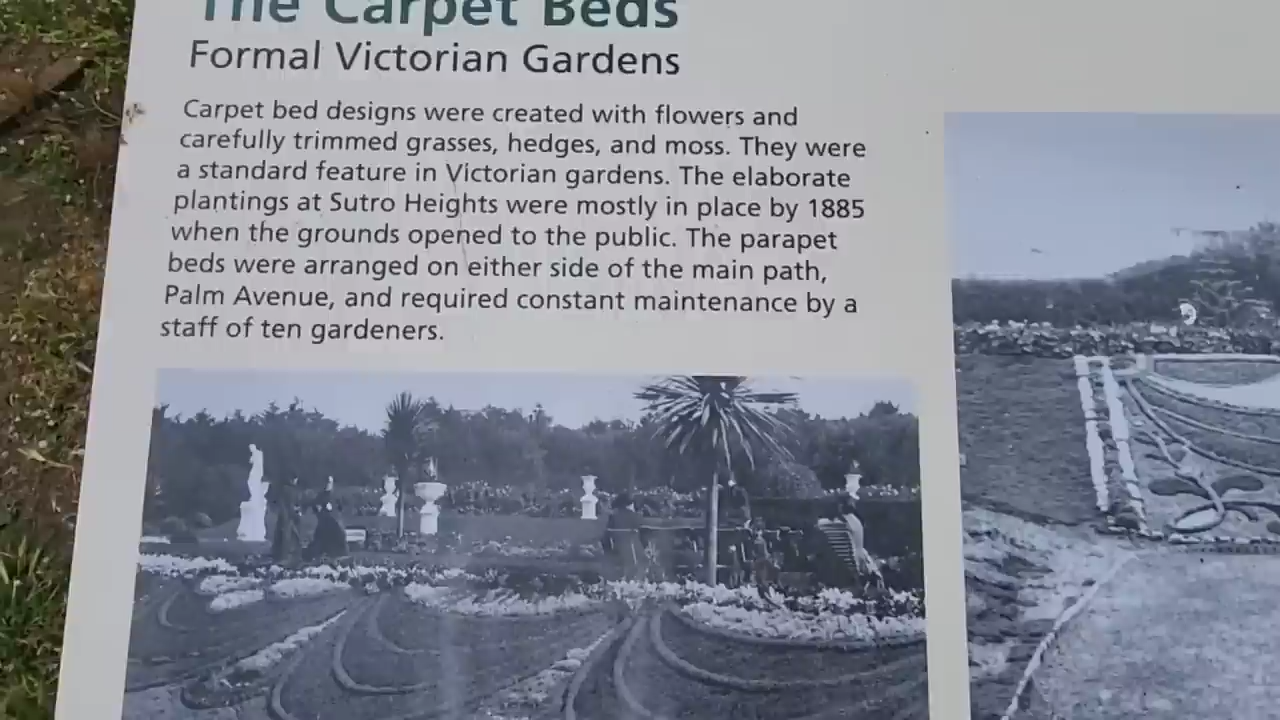 The Carpet Beds
Formal Victorian Gardens
Carpet bed designs were created with flowers and
carefully trimmed grasses, hedges, and moss. They were
a standard feature in Victorian gardens. The elaborate
plantings at Sutro Heights were mostly in place by 1885
when the grounds opened to the public. The parapet
beds were arranged on either side of the main path,
Palm Avenue, and required constant maintenance by a
staff of ten gardeners.